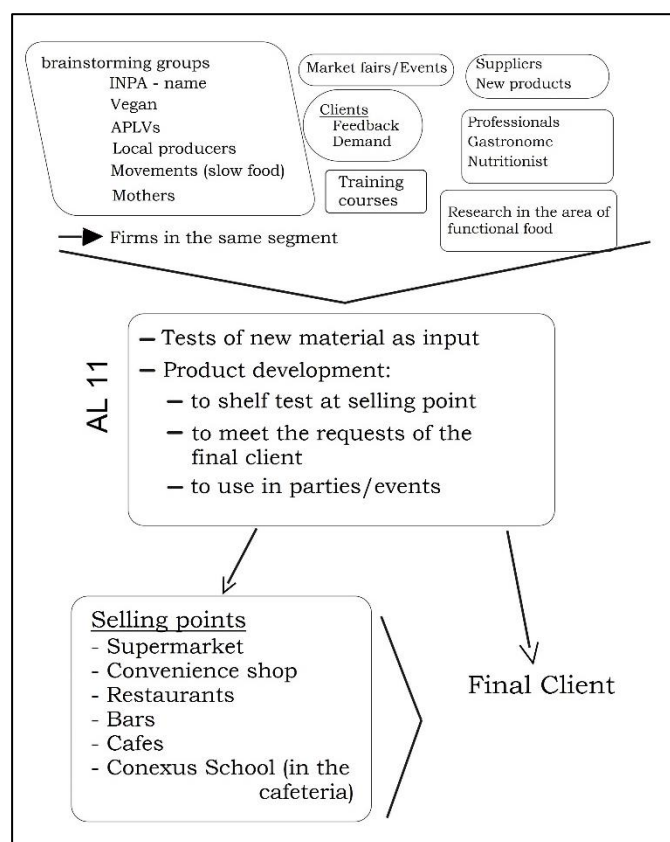 brainstorming groups
INPA - name
Vegan
APLVs
Local producers
Movements (slow food)
Mothers
Firms in the same segment
Market fairs/Events
Clients
Feedback
Demand
Training
courses
Suppliers
New products
Professionals
Gastronomc
Nutritionist
Research in the area of
functional food
AL 11
– Tests of new material as input
– Product development:
– to shelf test at selling point
– to meet the requests of the
final client
– to use in parties/events
Selling points
- Supermarket
- Convenience shop
- Restaurants
- Bars
- Cafes
- Conexus School (in the
cafeteria)
Final Client